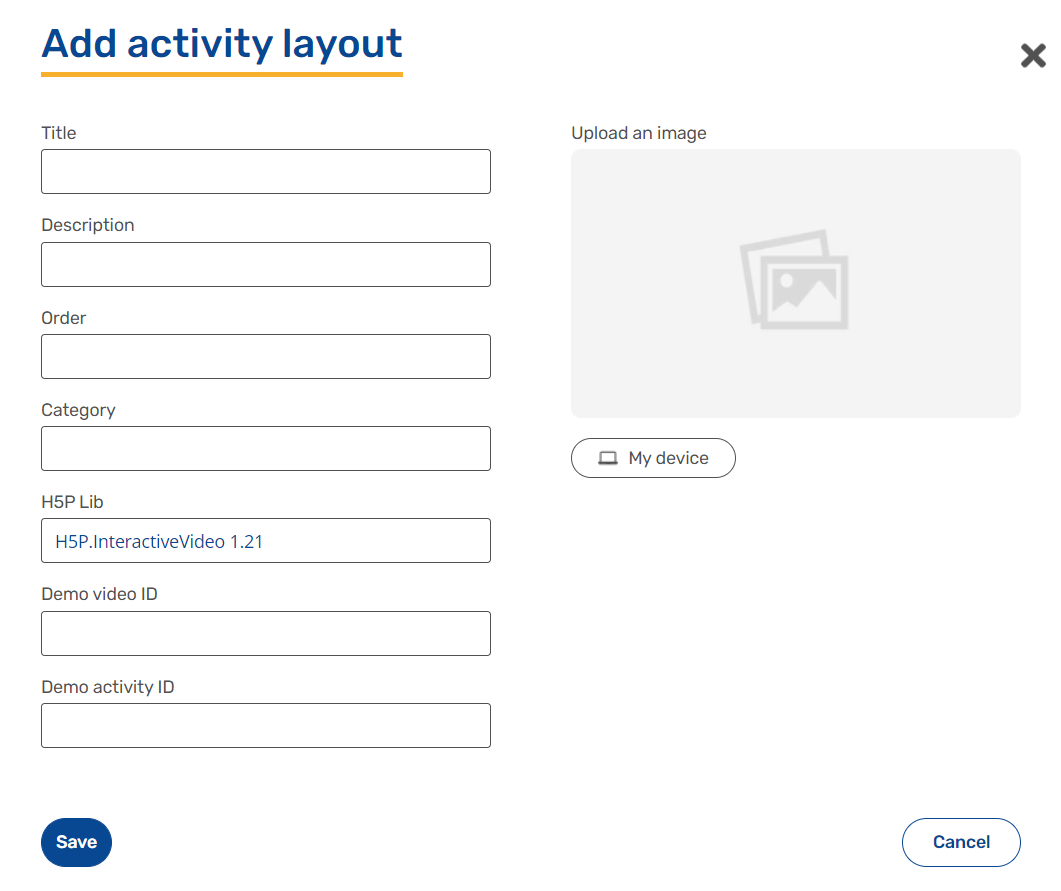 Add activity layout
Title
Description
Order
Category
H5P Lib
H5P.InteractiveVideo 1.21
Demo video ID
Demo activity ID
Upload an image
My device
Save
Cancel